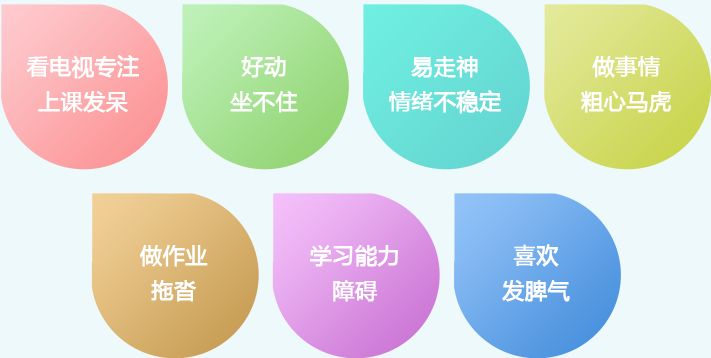 看电视专注
上课发呆
好动
坐不住
易走神
情绪不稳定
做事情
粗心马虎
做作业
拖沓
学习能力
障碍
喜欢
发脾气